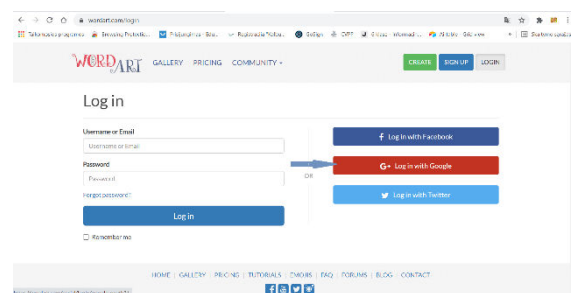 wordart.com/login
WORD ART
GALLERY PRICING COMMUNITY
CREATE SIGN UP LOGIN
Log in
Username or Email
Username or Email
Password
Password
Forgot password?
Log in
Remember me
OR
Log in with Facebook
G+ Log in with Google
Log in with Twitter
HOME | GALLERY | PRICING | TUTORIALS | EMOJIS | FAQ | FORUMS | BLOG | CONTACT